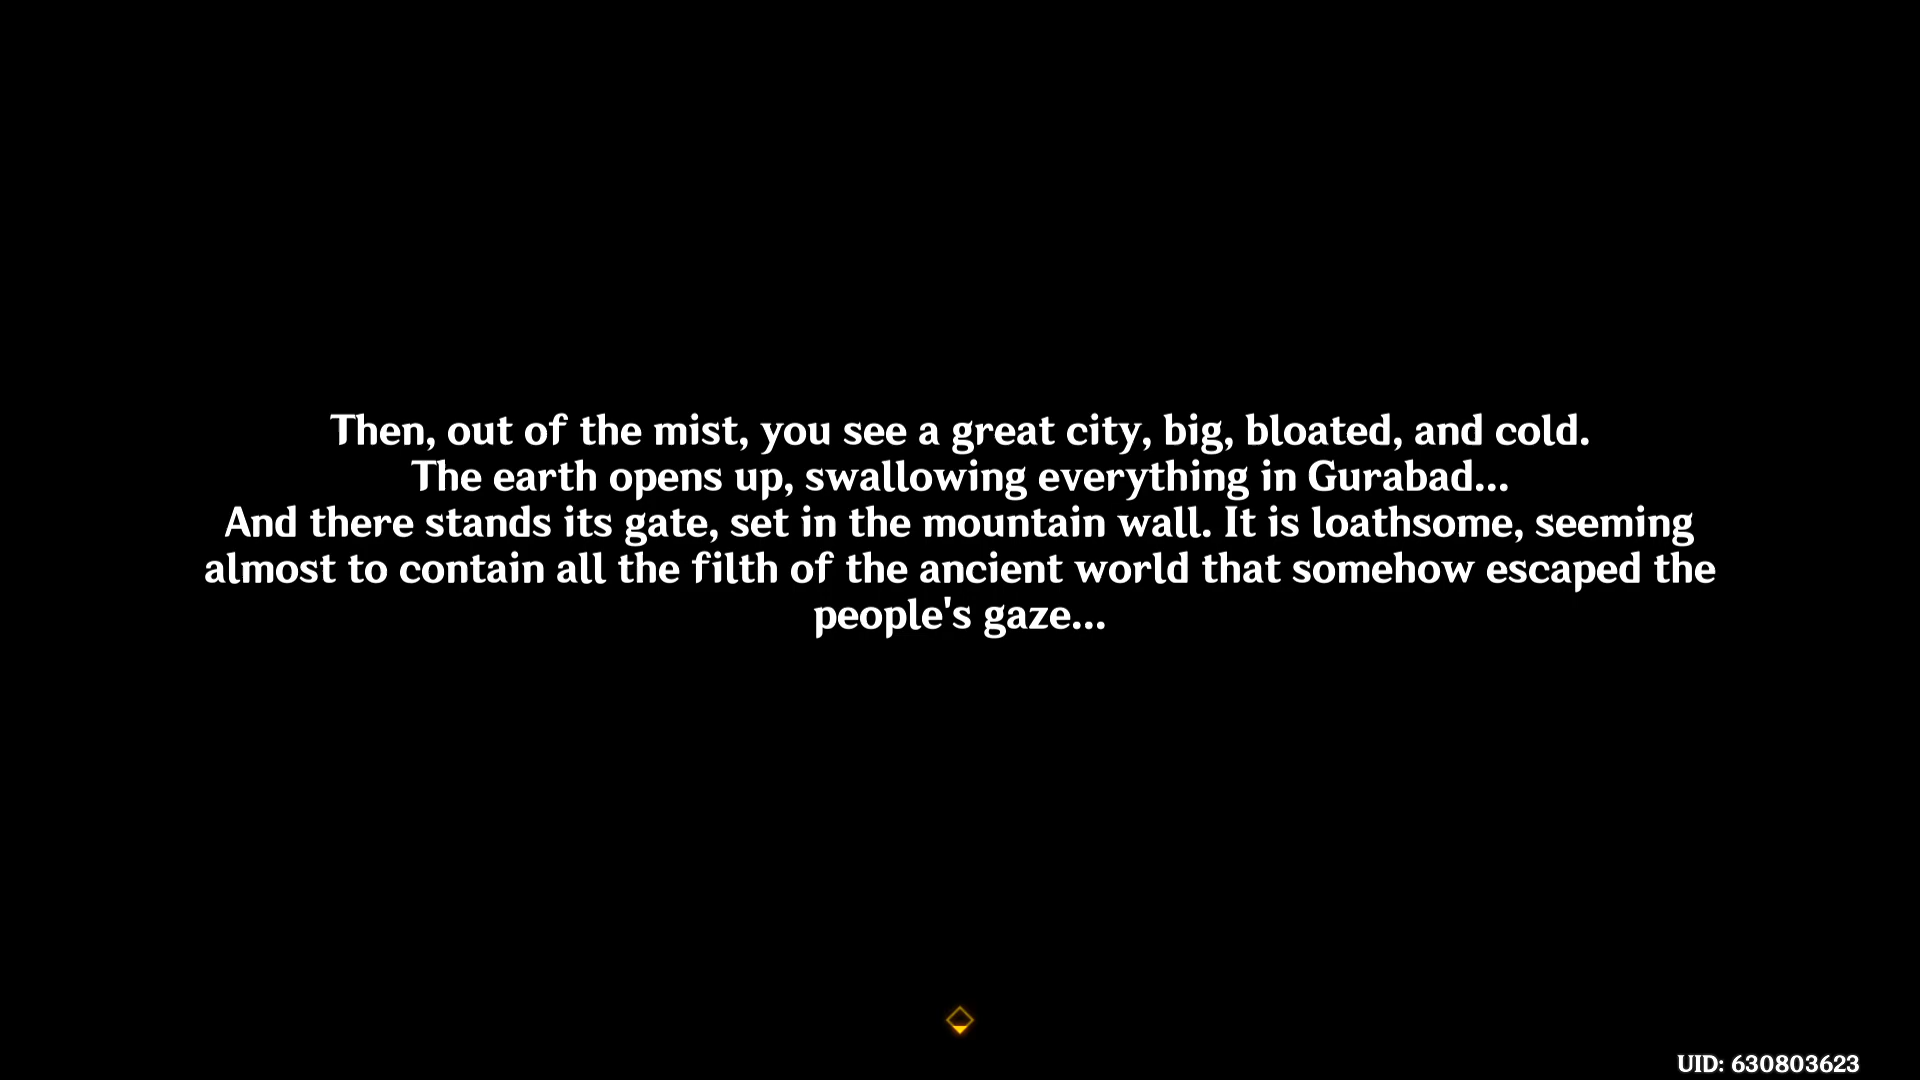 Then, out of the mist, you see a great city, big, bloated, and cold.
The earth opens up, swallowing everything in Gurabad...
And there stands its gate, set in the mountain wall. It is loathsome, seeming
almost to contain all the filth of the ancient world that somehow escaped the
people's gaze...
UID: 630803623